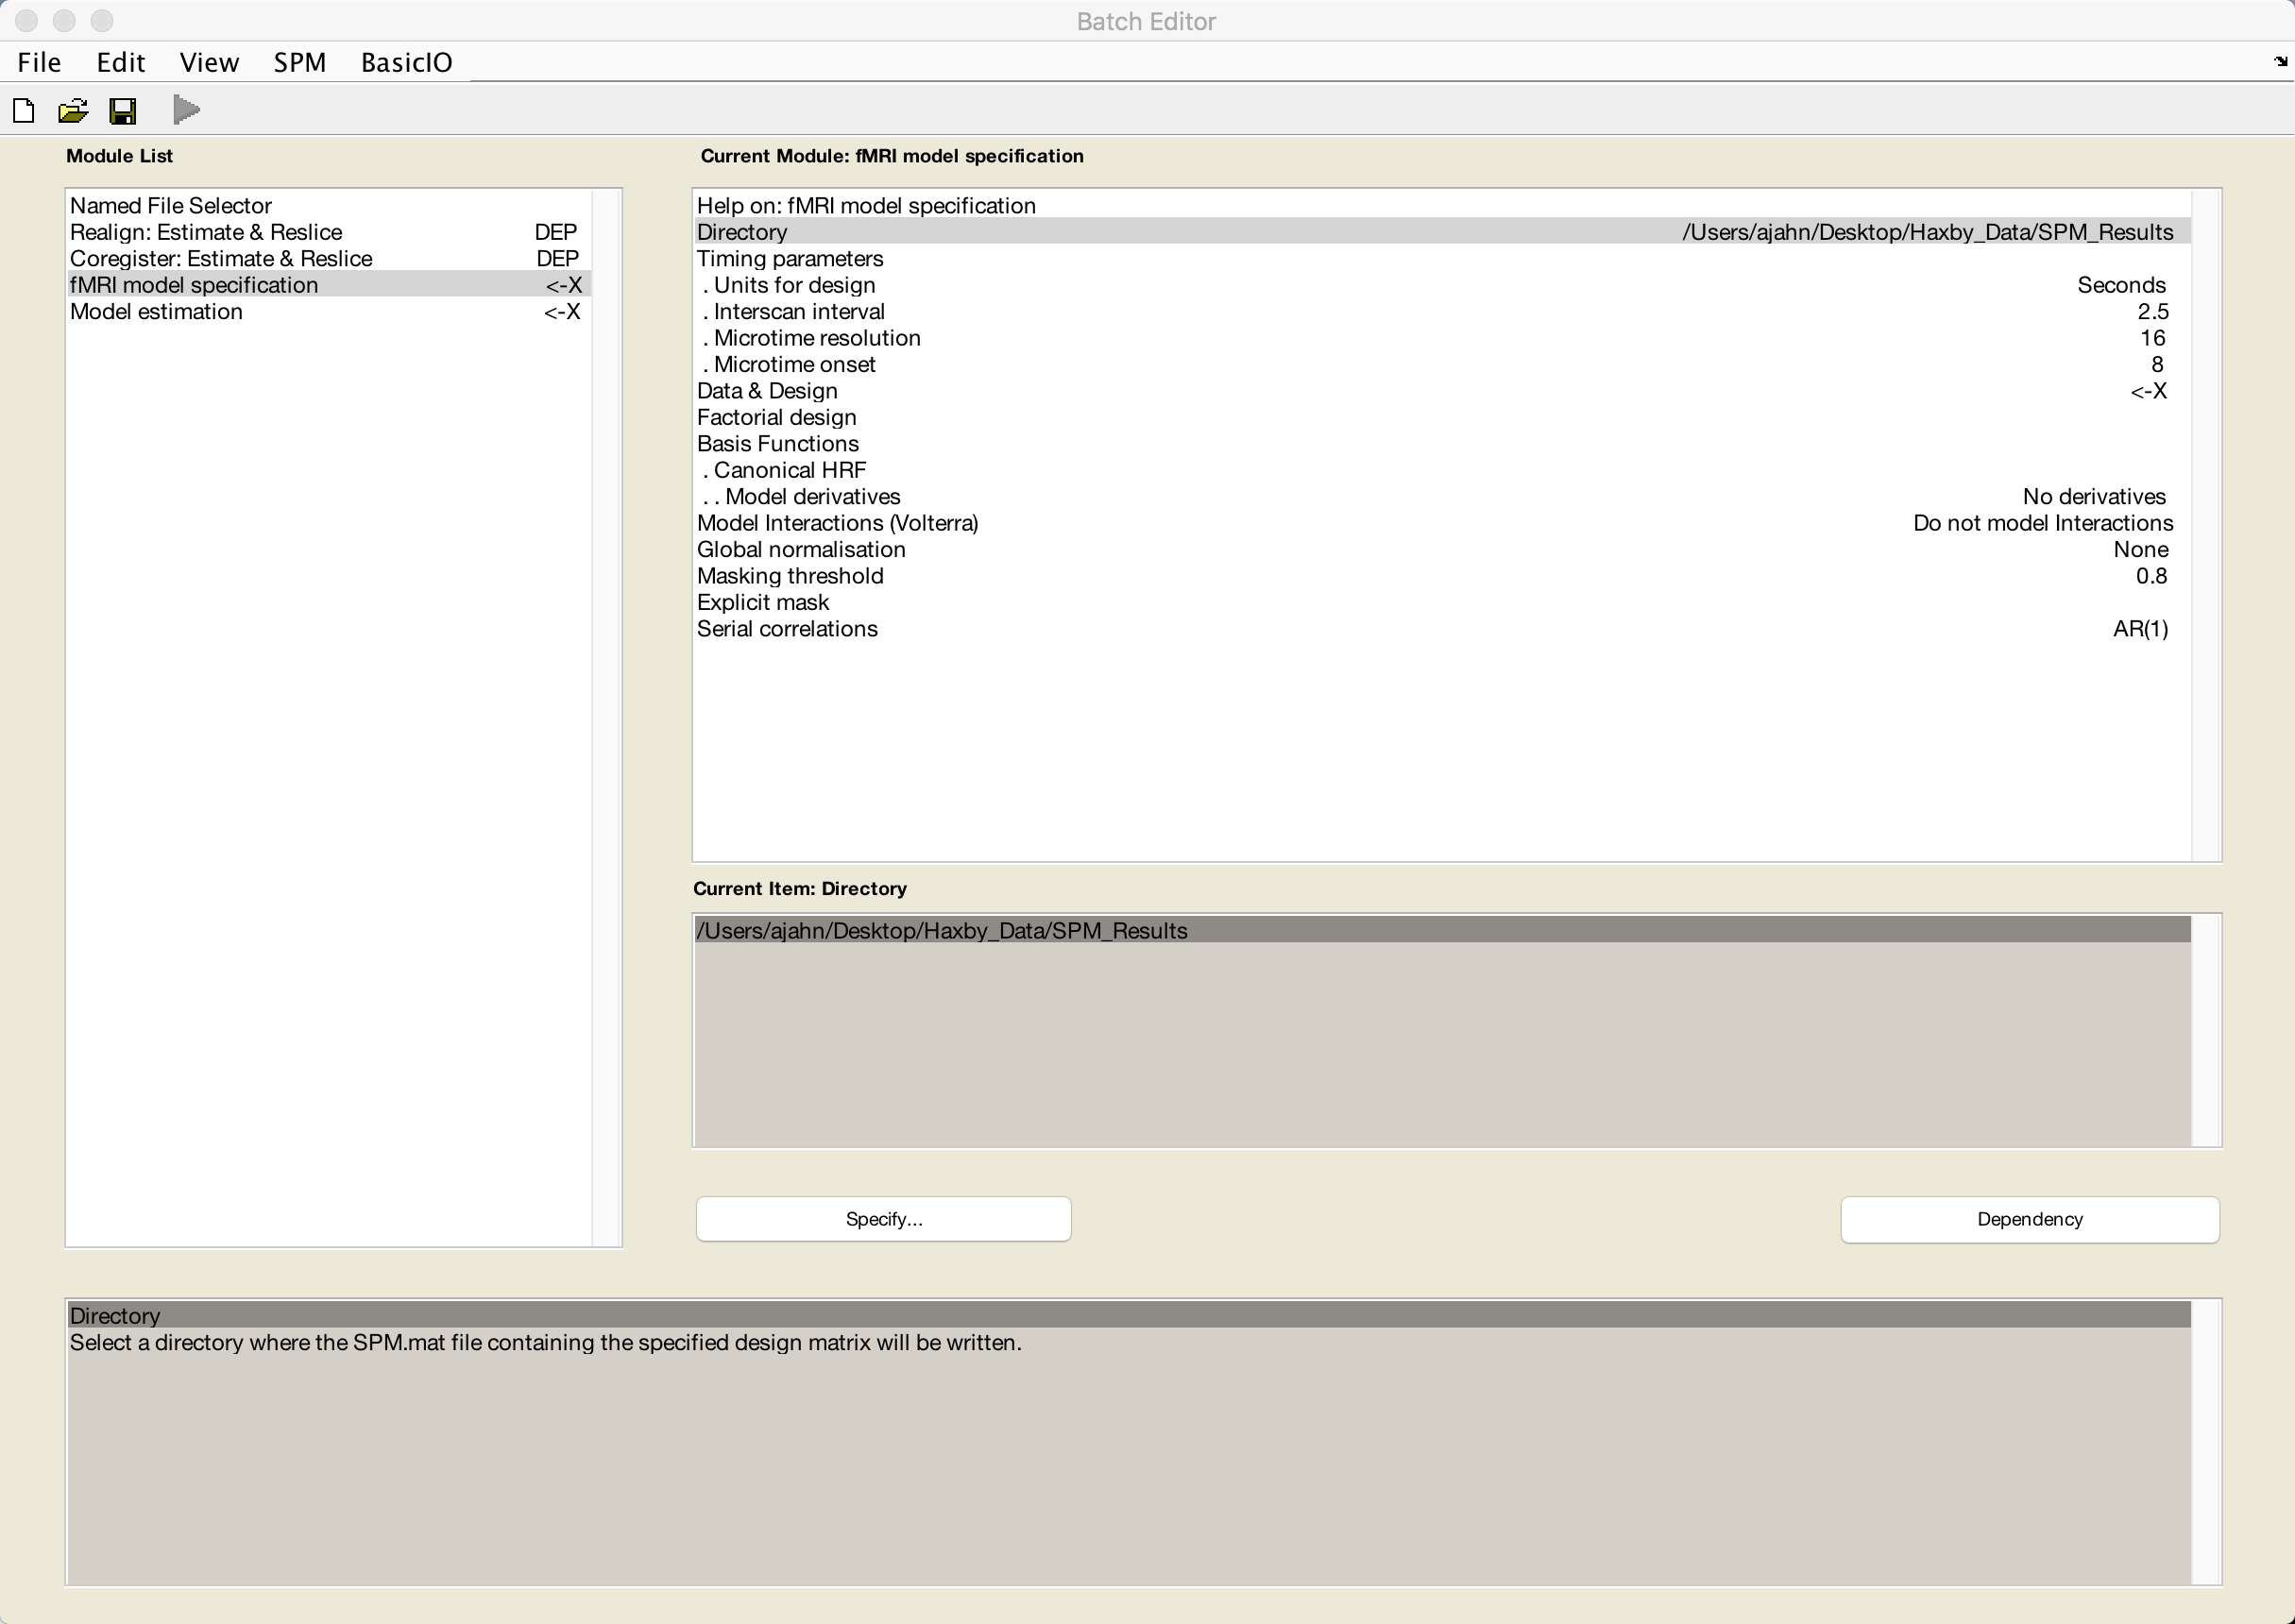 Batch Editor
File Edit View SPM BasicIO
Module List
Named File Selector
Realign: Estimate & Reslice DEP
Coregister: Estimate & Reslice DEP
fMRI model specification <-X
Model estimation <-X
Current Module: fMRI model specification
Help on: fMRI model specification
Directory /Users/ajahn/Desktop/Haxby_Data/SPM_Results
Timing parameters
. Units for design Seconds
. Interscan interval 2.5
. Microtime resolution 16
. Microtime onset 8
Data & Design <-X
Factorial design
Basis Functions
. Canonical HRF
. . Model derivatives No derivatives
Model Interactions (Volterra) Do not model Interactions
Global normalisation None
Masking threshold 0.8
Explicit mask
Serial correlations AR(1)
Current Item: Directory
/Users/ajahn/Desktop/Haxby_Data/SPM_Results
Specify... Dependency
Directory
Select a directory where the SPM.mat file containing the specified design matrix will be written.